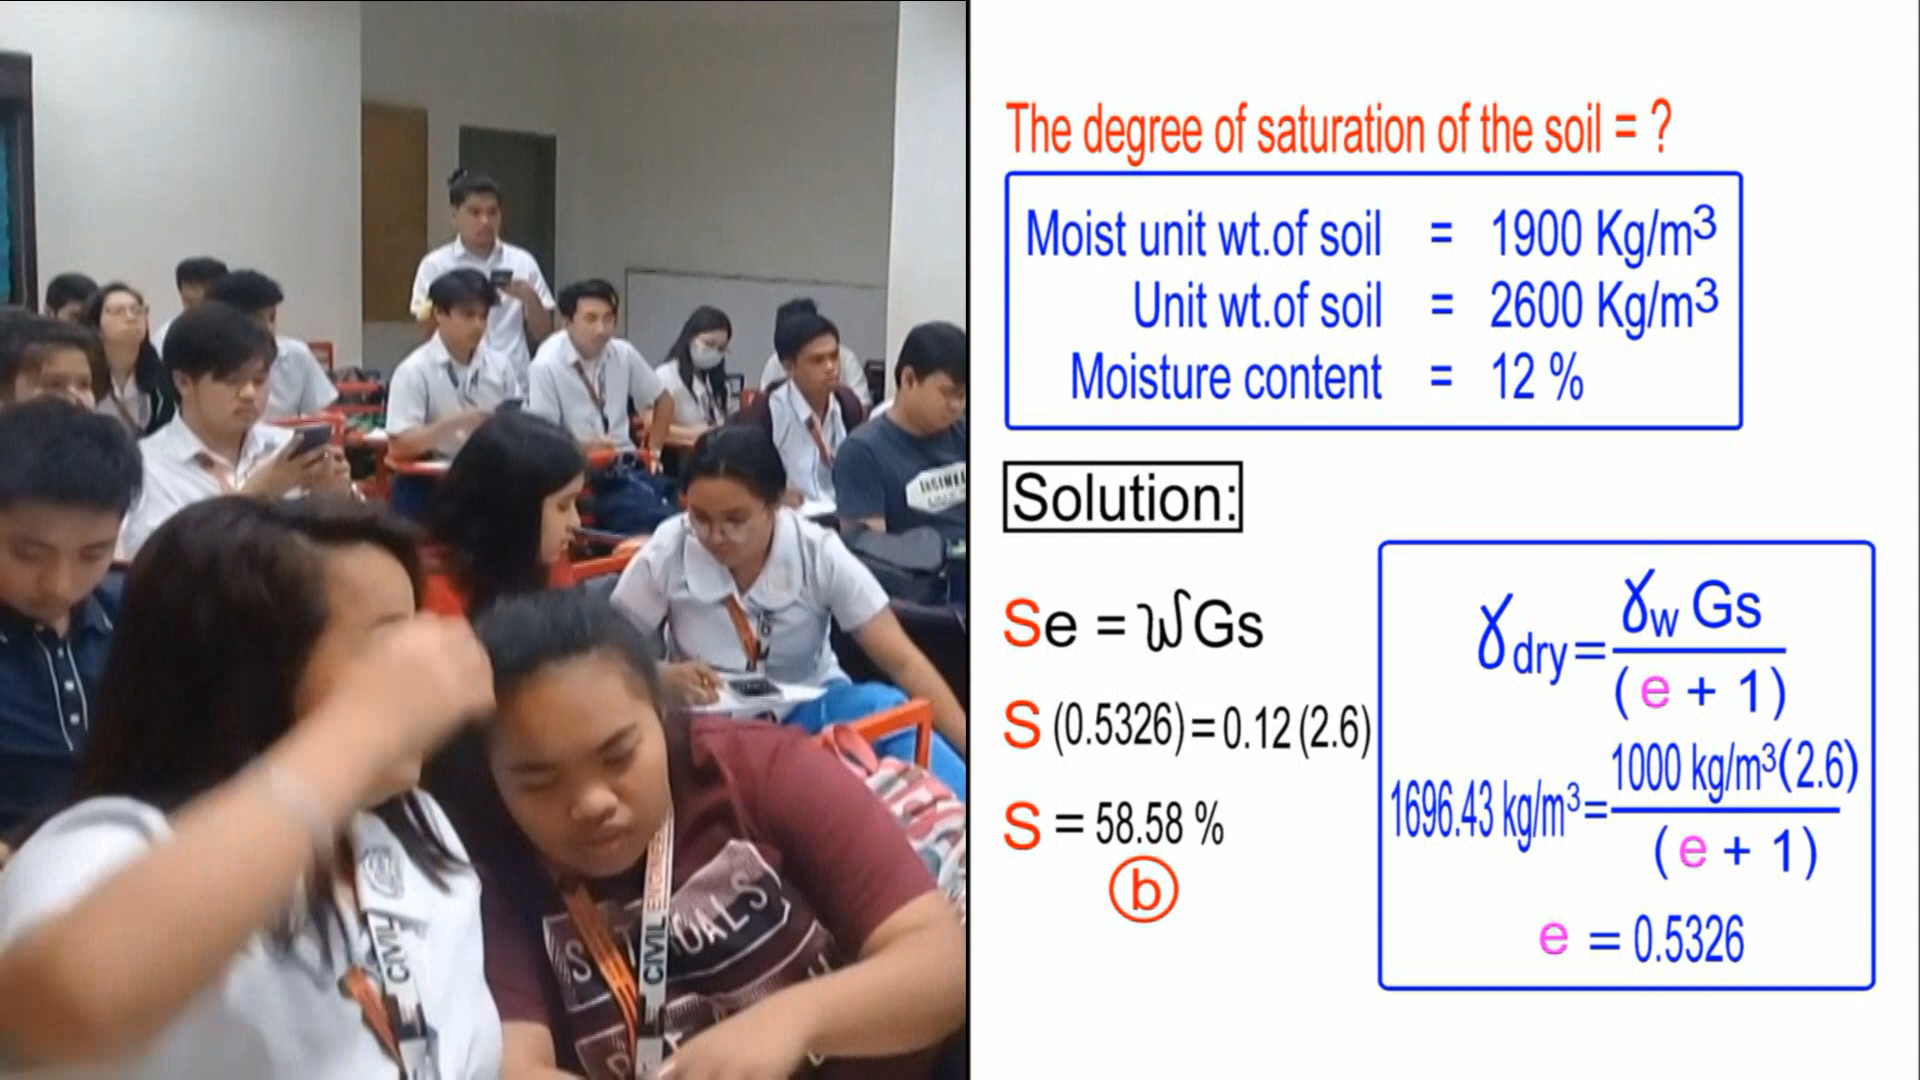 The degree of saturation of the soil = ?
Moist unit wt.of soil = 1900 Kg/m³
Unit wt.of soil = 2600 Kg/m³
Moisture content = 12 %
Solution:
Se = wGs
S (0.5326) = 0.12 (2.6)
S = 58.58 %
b
γdry = γw Gs / (e + 1)
1696.43 kg/m³ = 1000 kg/m³(2.6) / (e + 1)
e = 0.5326
CIVIL
CIVIL ENGINEER